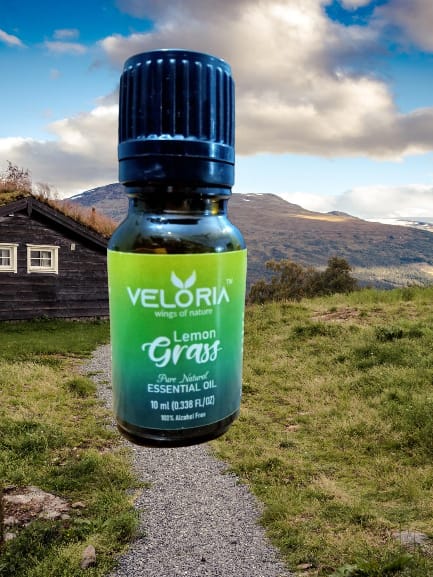 VELORIA™
wings of nature
Lemon
Grass
Pure Natural
ESSENTIAL OIL
10 ml (0.338 FL/OZ)
100% Alcohol Free